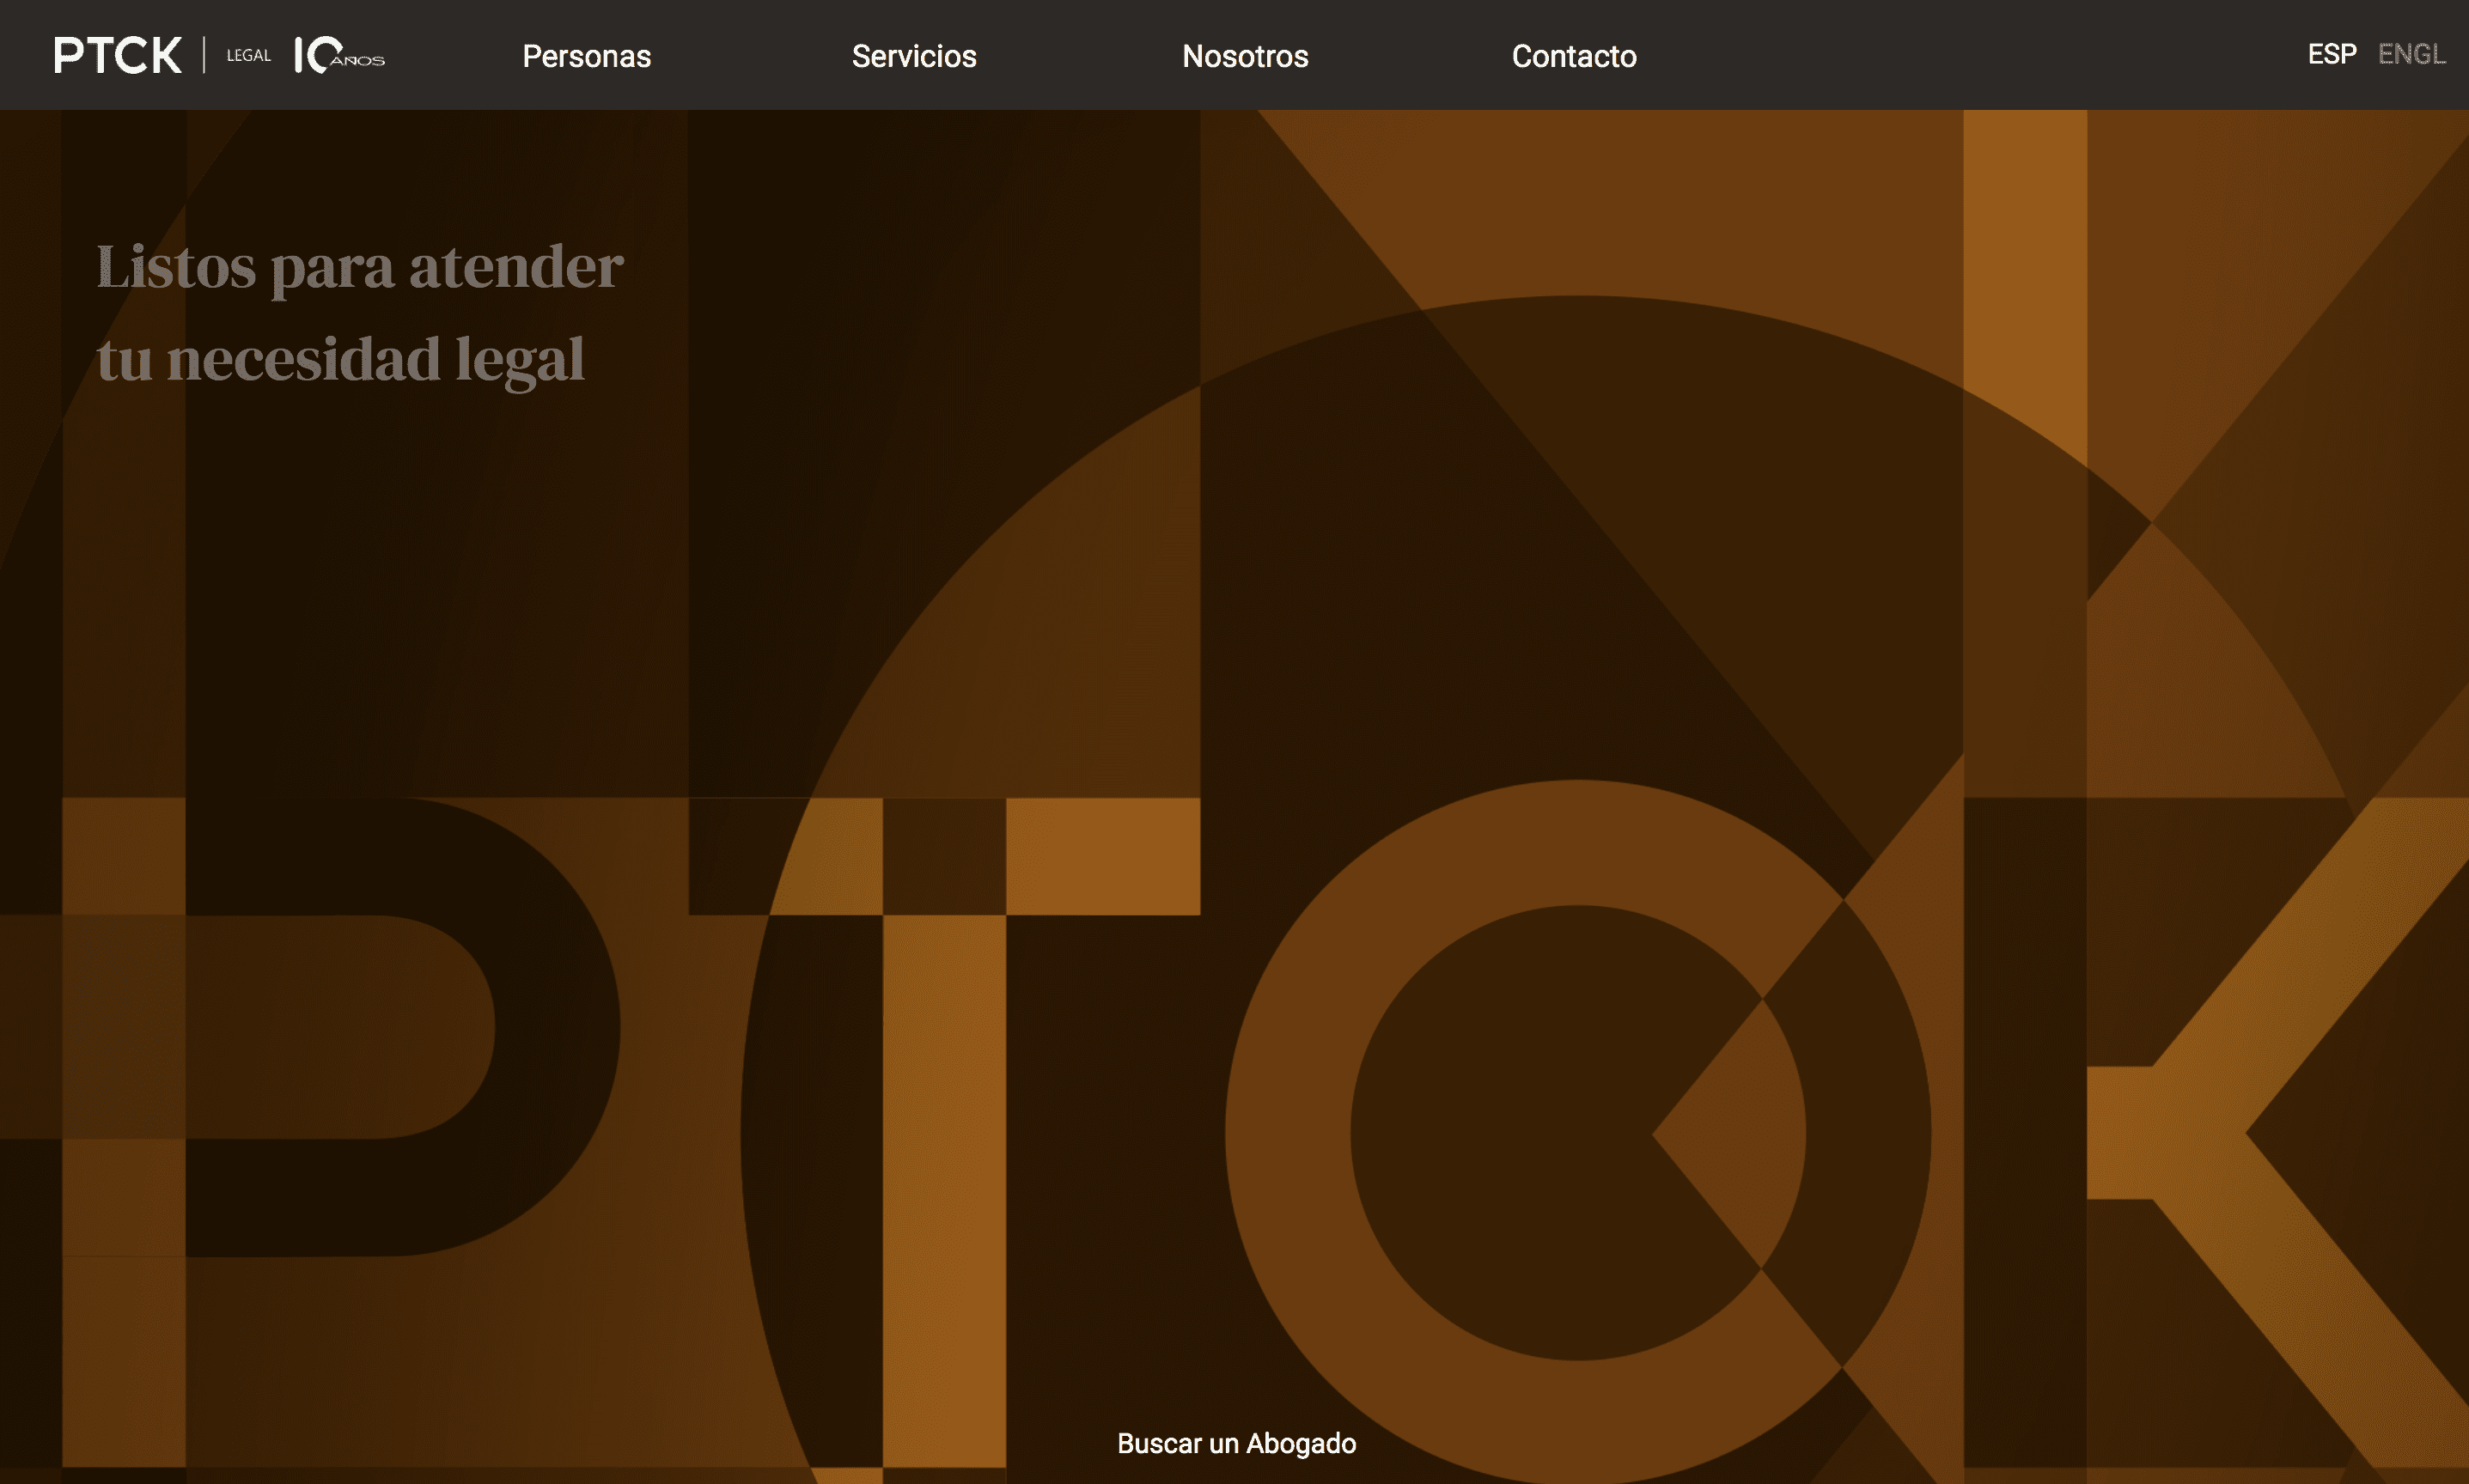 PTCK | LEGAL 10 AÑOS
Personas
Servicios
Nosotros
Contacto
ESP ENGL
Listos para atender
tu necesidad legal
PTCK
Buscar un Abogado